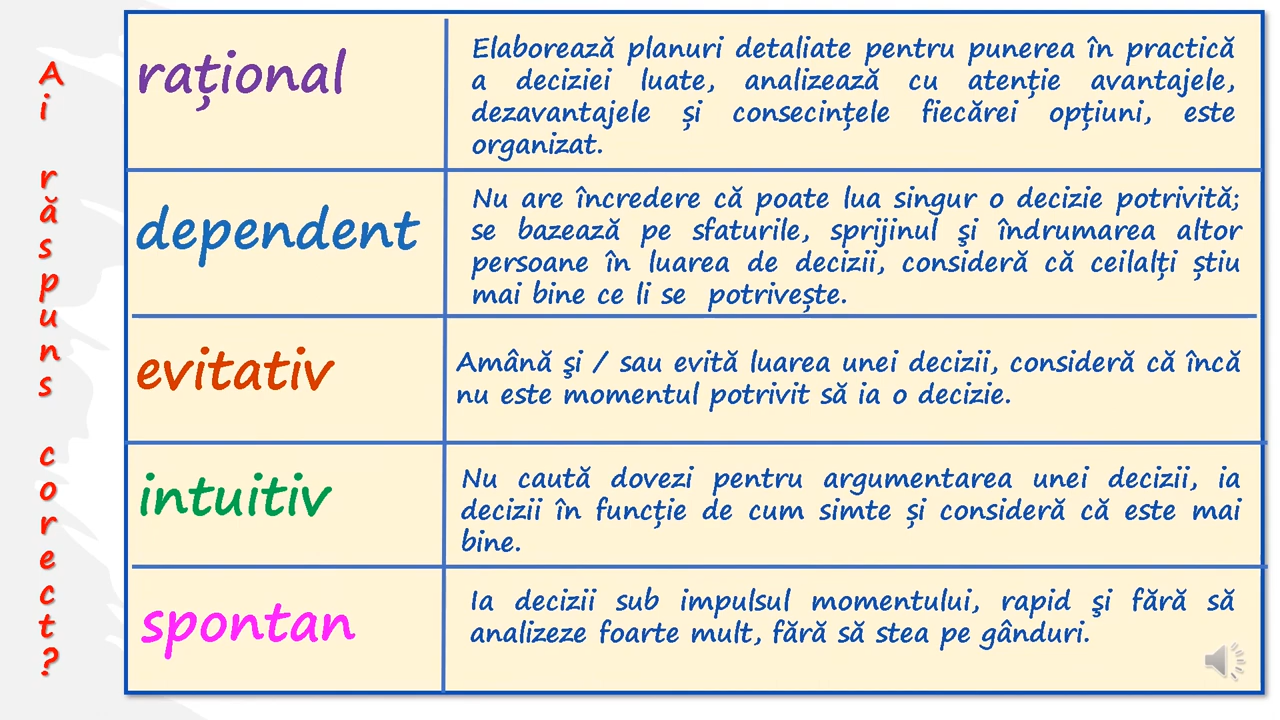 Ai răspuns corect?
rațional
Elaborează planuri detaliate pentru punerea în practică
a deciziei luate, analizează cu atenție avantajele,
dezavantajele și consecințele fiecărei opțiuni, este
organizat.
dependent
Nu are încredere că poate lua singur o decizie potrivită;
se bazează pe sfaturile, sprijinul şi îndrumarea altor
persoane în luarea de decizii, consideră că ceilalți știu
mai bine ce li se  potrivește.
evitativ
Amână şi / sau evită luarea unei decizii, consideră că încă
nu este momentul potrivit să ia o decizie.
intuitiv
Nu caută dovezi pentru argumentarea unei decizii, ia
decizii în funcție de cum simte și consideră că este mai
bine.
spontan
Ia decizii sub impulsul momentului, rapid şi fără să
analizeze foarte mult, fără să stea pe gânduri.